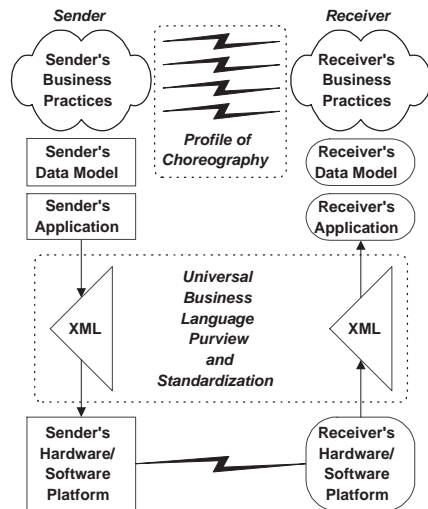 Sender
Receiver
Sender's
Business
Practices
Receiver's
Business
Practices
Profile of
Choreography
Sender's
Data Model
Receiver's
Data Model
Sender's
Application
Receiver's
Application
Universal
Business
Language
Purview
and
Standardization
XML
XML
Sender's
Hardware/
Software
Platform
Receiver's
Hardware/
Software
Platform